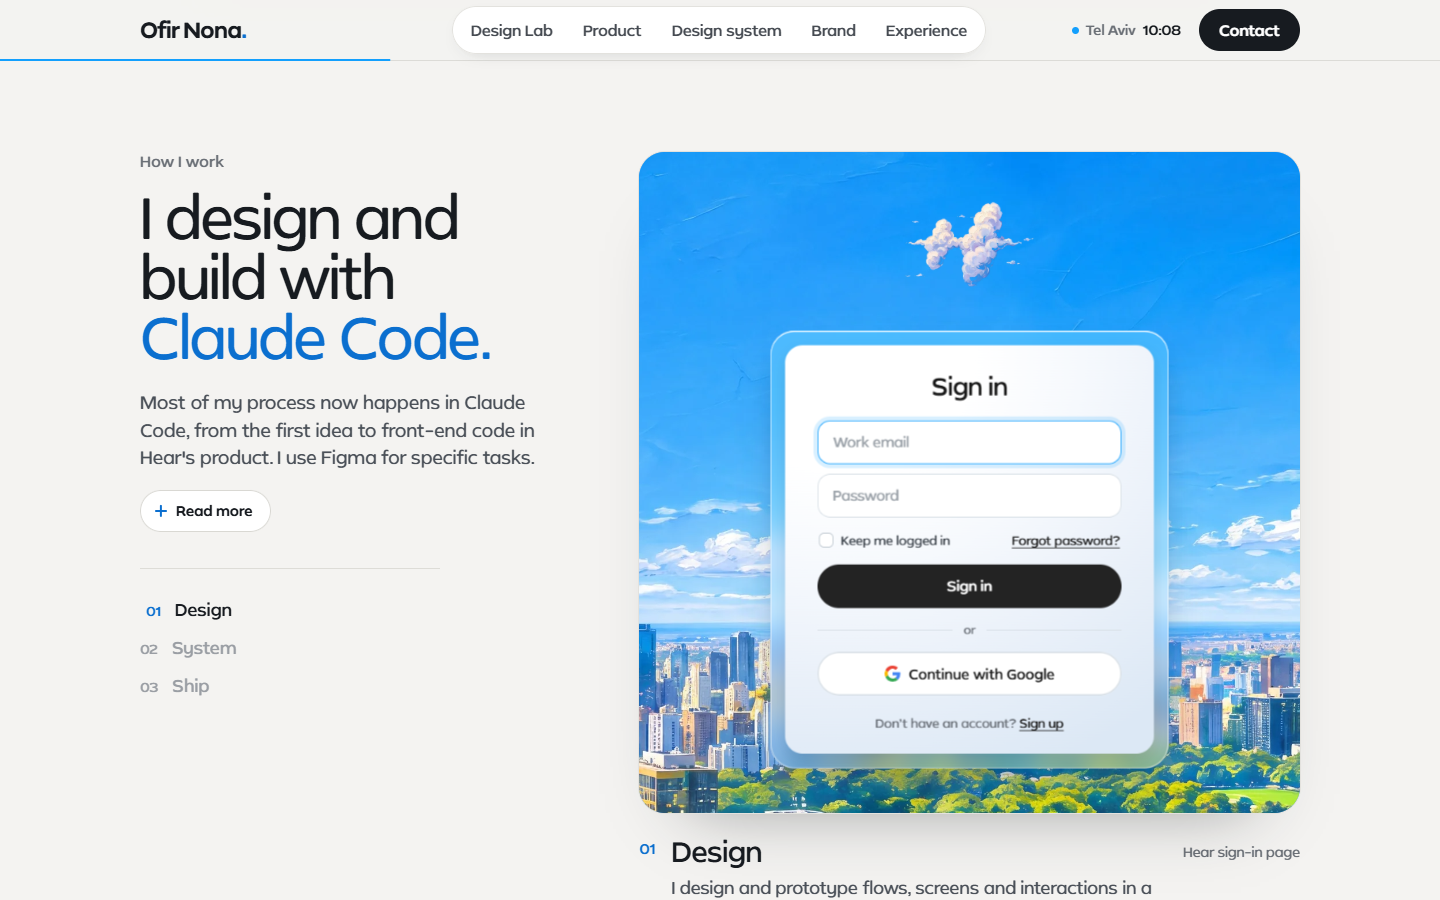 Ofir Nona.
Design Lab
Product
Design system
Brand
Experience
Tel Aviv 10:08
Contact
How I work
I design and
build with
Claude Code.
Most of my process now happens in Claude
Code, from the first idea to front-end code in
Hear's product. I use Figma for specific tasks.
Read more
01 Design
02 System
03 Ship
Sign in
Work email
Password
Keep me logged in
Forgot password?
Sign in
or
Continue with Google
Don't have an account? Sign up
01 Design
Hear sign-in page
I design and prototype flows, screens and interactions in a